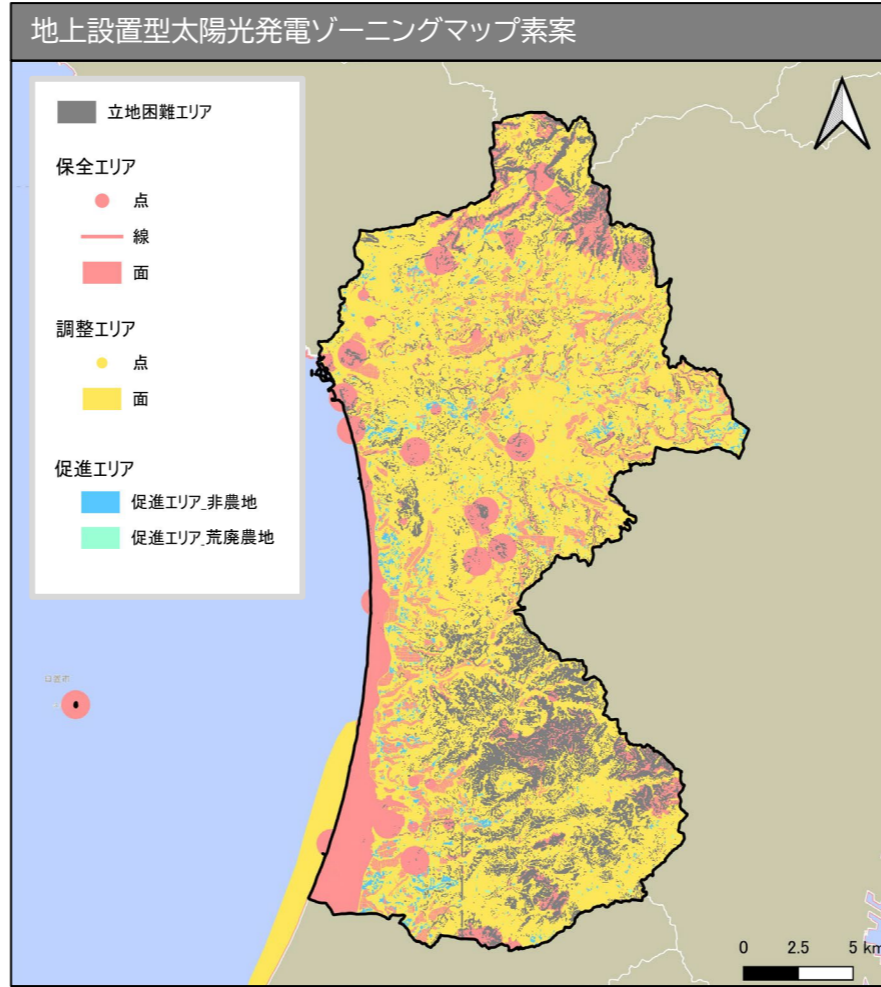 地上設置型太陽光発電ゾーニングマップ素案
立地困難エリア
保全エリア
点
線
面
調整エリア
点
面
促進エリア
促進エリア_非農地
促進エリア_荒廃農地
0 2.5 5 km